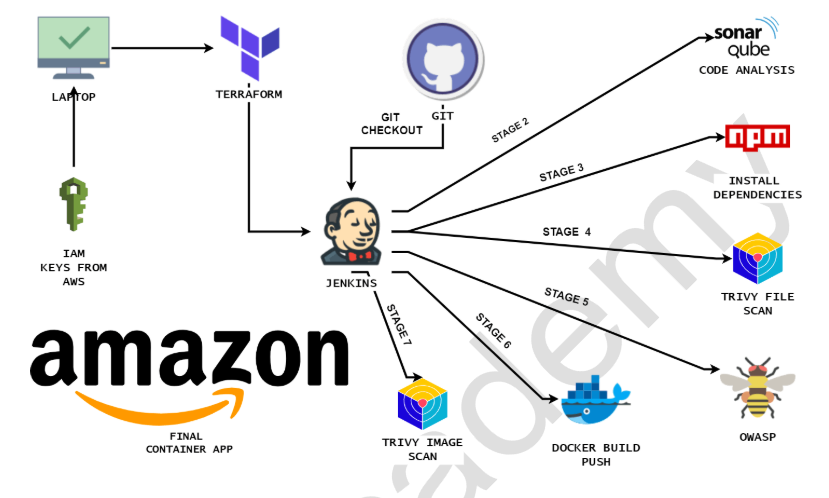 LAPTOP
TERRAFORM
GIT
CHECKOUT
GIT
STAGE 2
sonar
qube
CODE ANALYSIS
STAGE 3
npm
INSTALL
DEPENDENCIES
IAM
KEYS FROM
AWS
JENKINS
STAGE 4
TRIVY FILE
SCAN
STAGE 5
STAGE 6
STAGE 7
amazon
FINAL
CONTAINER APP
TRIVY IMAGE
SCAN
DOCKER BUILD
PUSH
OWASP
ademy